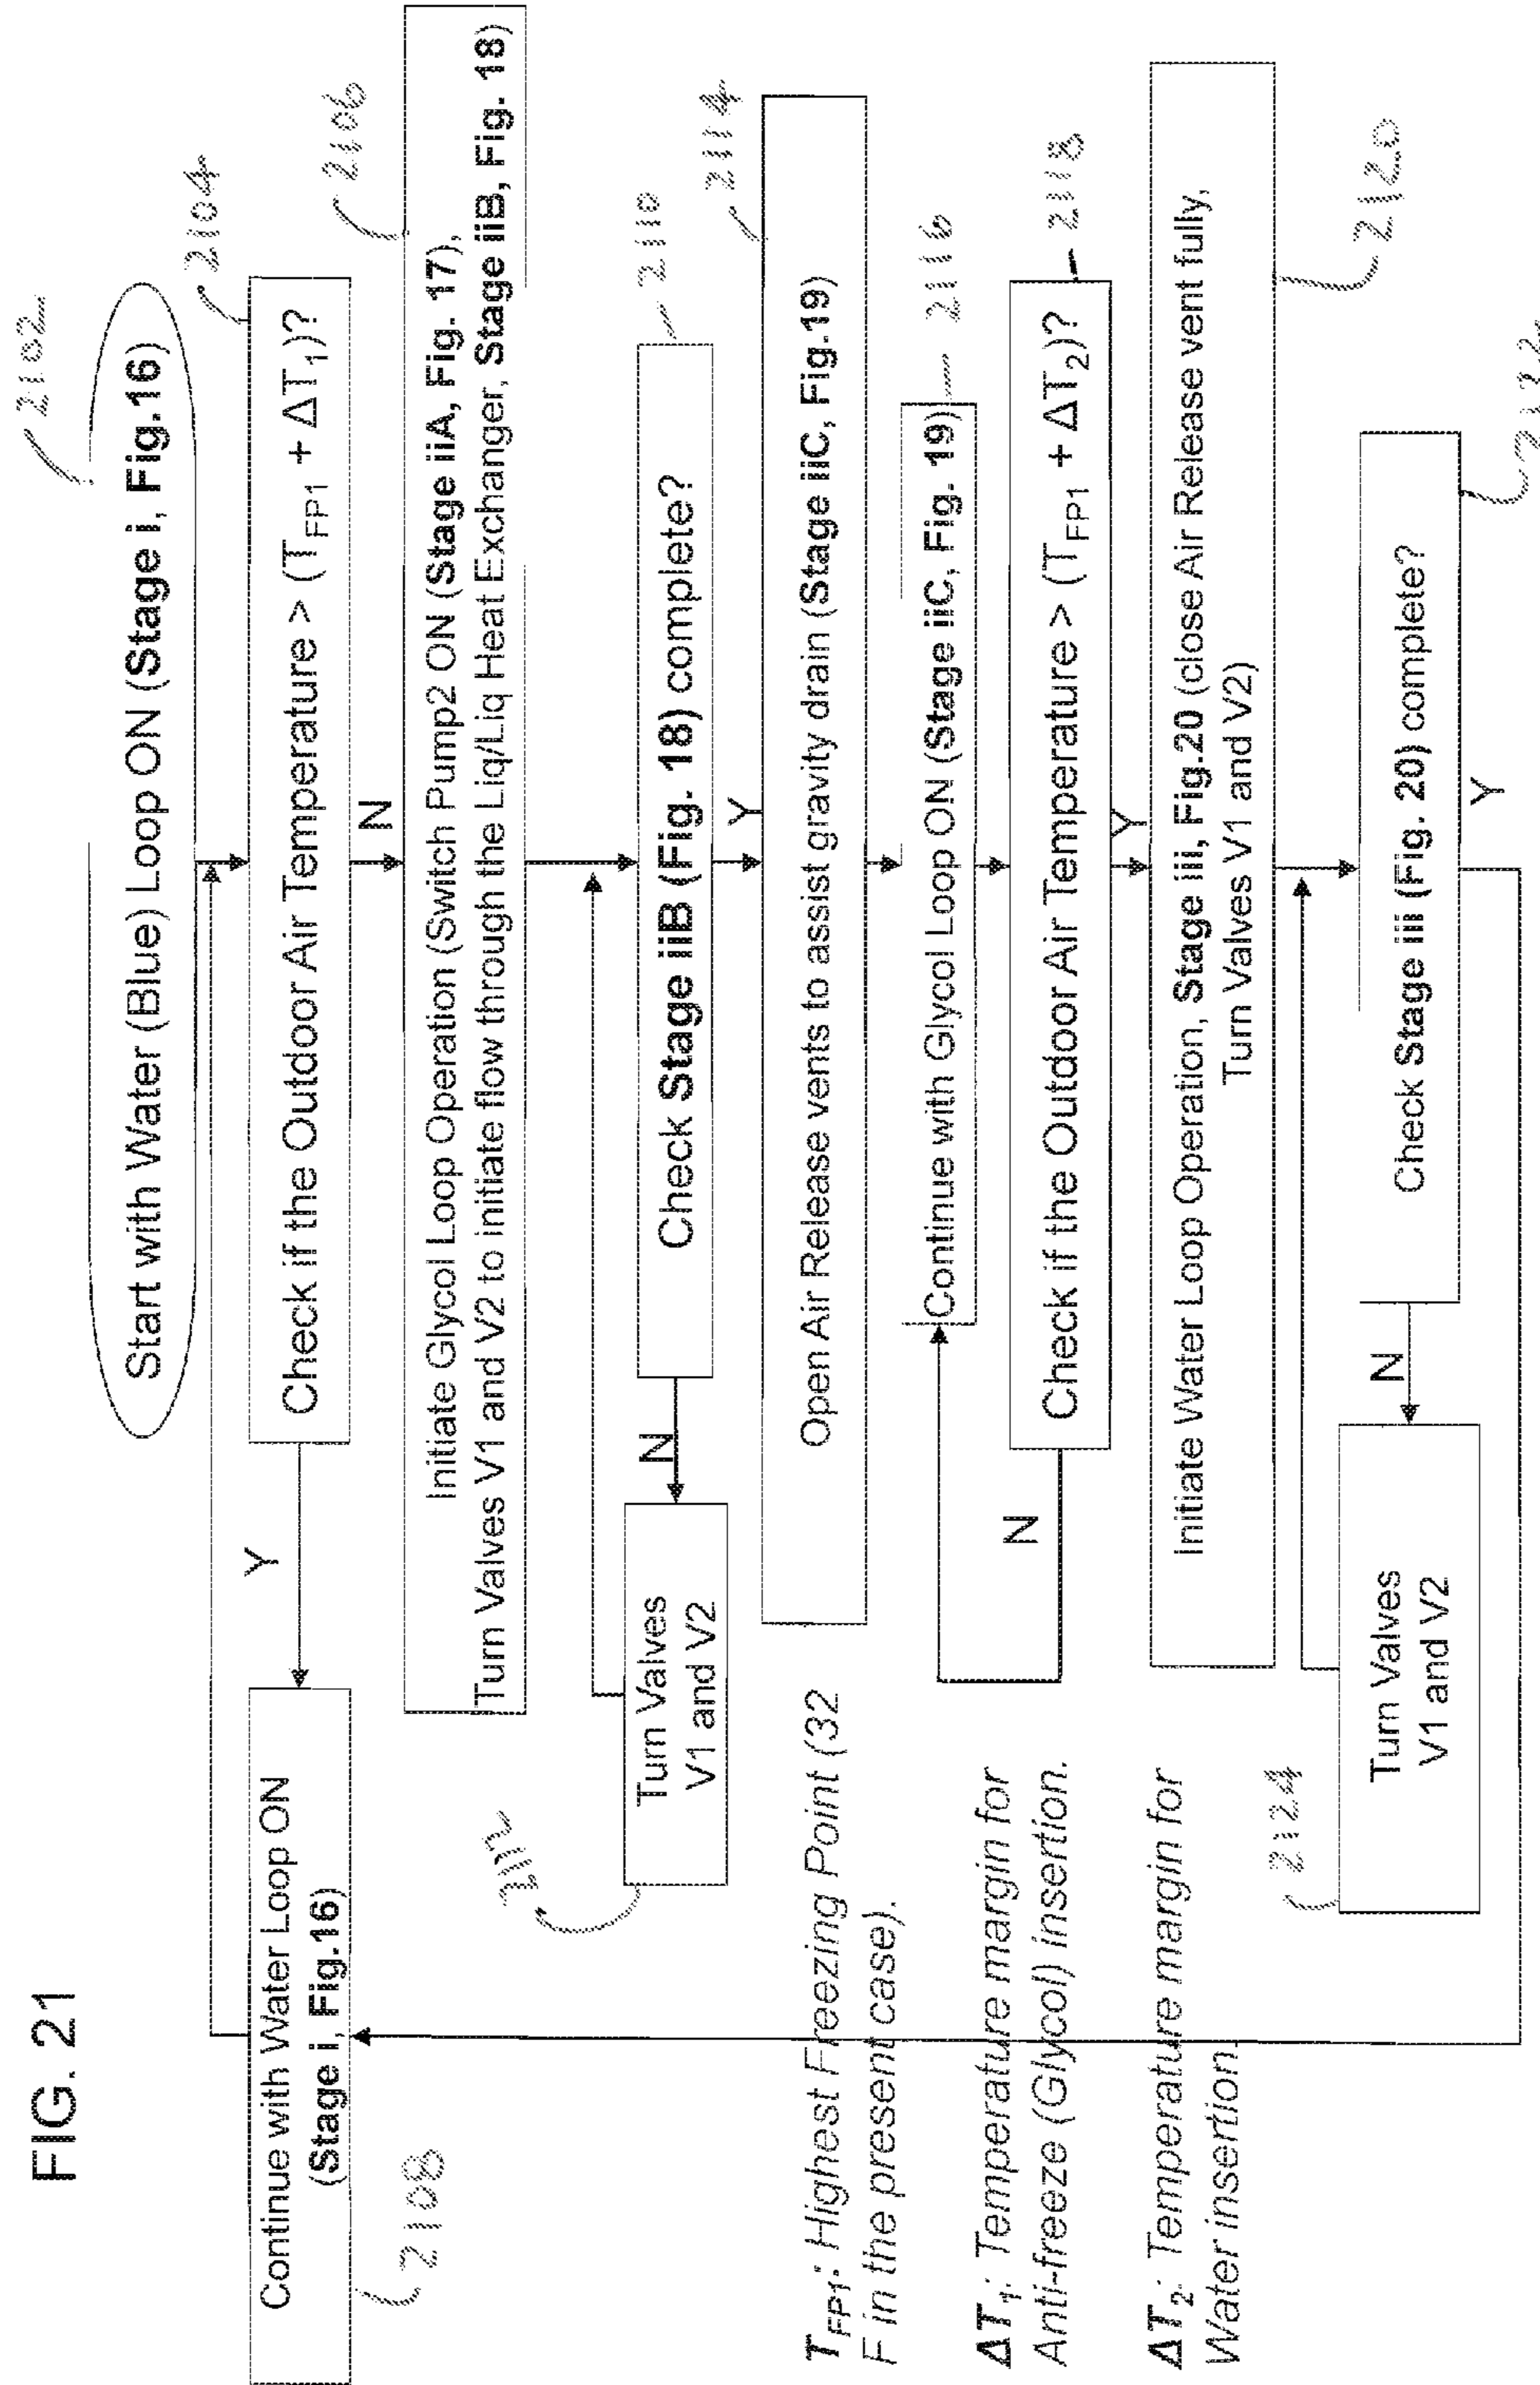 FIG. 21
2102
Start with Water (Blue) Loop ON (Stage i, Fig.16)
2104
Check if the Outdoor Air Temperature > (T_FP1 + ΔT_1)?
Y
N
Continue with Water Loop ON
(Stage i, Fig.16)
2108
2106
Initiate Glycol Loop Operation (Switch Pump2 ON (Stage iiA, Fig. 17),
Turn Valves V1 and V2 to initiate flow through the Liq/Liq Heat Exchanger, Stage iiB, Fig. 18)
2110
Check Stage iiB (Fig. 18) complete?
N
Y
Turn Valves
V1 and V2
2112
2114
Open Air Release vents to assist gravity drain (Stage iiC, Fig.19)
2116
Continue with Glycol Loop ON (Stage iiC, Fig. 19)
2118
Check if the Outdoor Air Temperature > (T_FP1 + ΔT_2)?
N
Y
2120
Initiate Water Loop Operation, Stage iii, Fig.20 (close Air Release vent fully,
Turn Valves V1 and V2)
Check Stage iii (Fig. 20) complete?
N
Y
2124
Turn Valves
V1 and V2
T_FP1: Highest Freezing Point (32
F in the present case).
ΔT_1: Temperature margin for
Anti-freeze (Glycol) insertion.
ΔT_2: Temperature margin for
Water insertion.